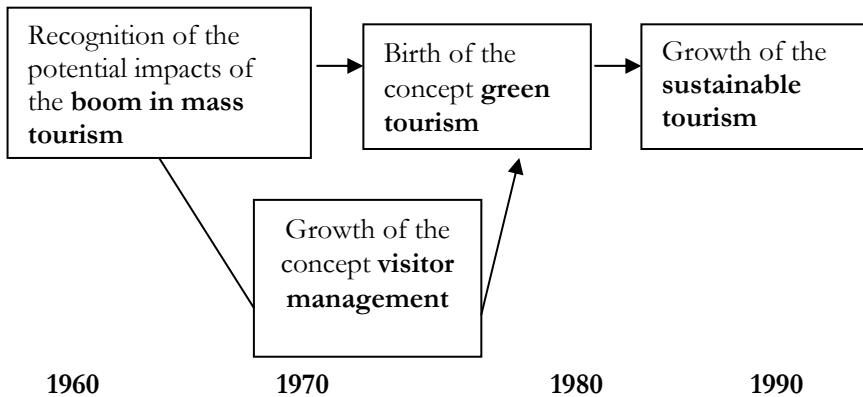 Recognition of the
potential impacts of
the boom in mass
tourism
Birth of the
concept green
tourism
Growth of the
sustainable
tourism
Growth of the
concept visitor
management
1960 1970 1980 1990